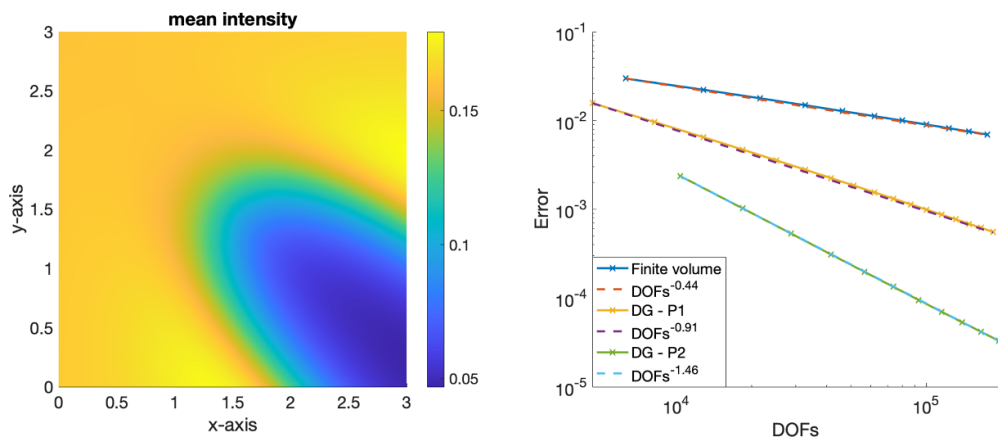 mean intensity
3
2.5
2
1.5
1
0.5
0
0
0.5
1
1.5
2
2.5
3
y-axis
x-axis
0.15
0.1
0.05
10^-1
10^-2
10^-3
10^-4
10^-5
Error
Finite volume
DOFs^-0.44
DG - P1
DOFs^-0.91
DG - P2
DOFs^-1.46
10^4
10^5
DOFs